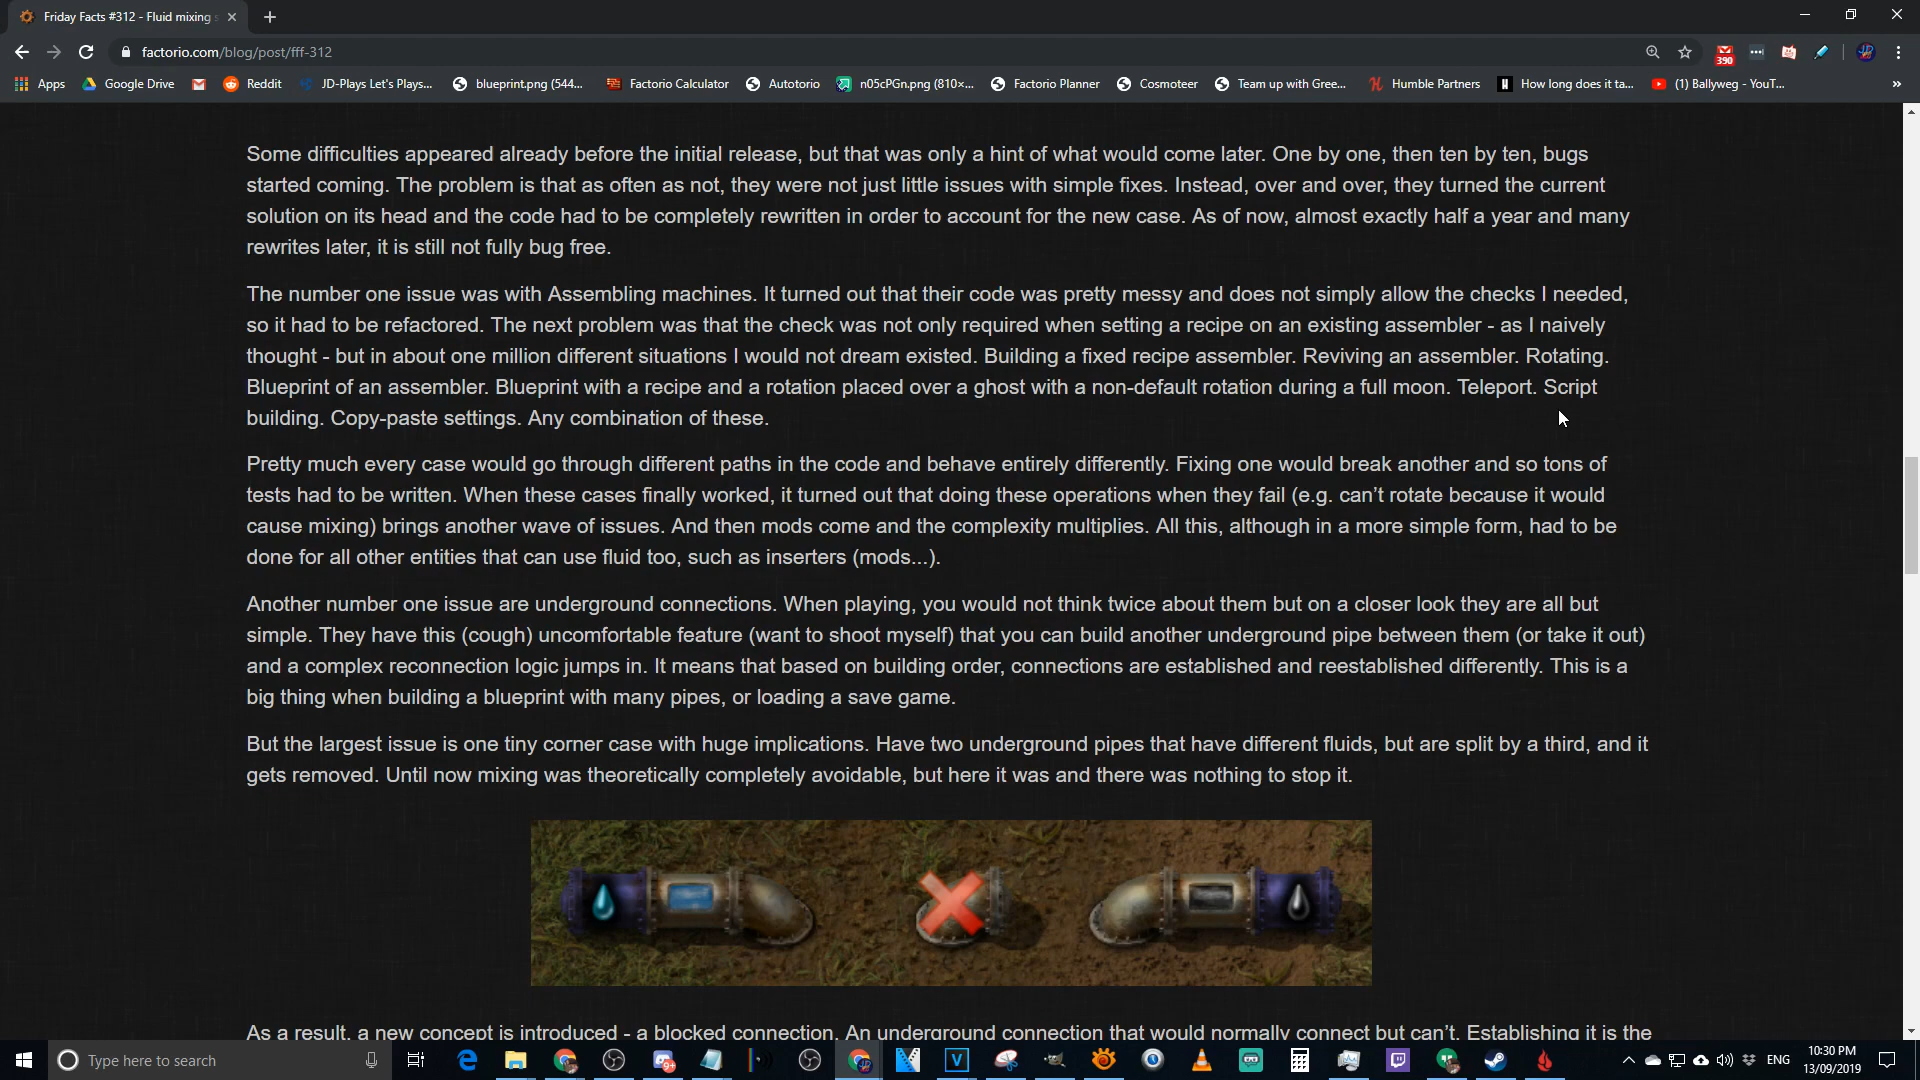 Friday Facts #312 - Fluid mixing
factorio.com/blog/post/fff-312
390
Apps
Google Drive
Reddit
JD-Plays Let's Plays...
blueprint.png (544...
Factorio Calculator
Autotorio
n05cPGn.png (810×...
Factorio Planner
Cosmoteer
Team up with Gree...
Humble Partners
How long does it ta...
(1) Ballyweg - YouT...
Some difficulties appeared already before the initial release, but that was only a hint of what would come later. One by one, then ten by ten, bugs
started coming. The problem is that as often as not, they were not just little issues with simple fixes. Instead, over and over, they turned the current
solution on its head and the code had to be completely rewritten in order to account for the new case. As of now, almost exactly half a year and many
rewrites later, it is still not fully bug free.
The number one issue was with Assembling machines. It turned out that their code was pretty messy and does not simply allow the checks I needed,
so it had to be refactored. The next problem was that the check was not only required when setting a recipe on an existing assembler - as I naively
thought - but in about one million different situations I would not dream existed. Building a fixed recipe assembler. Reviving an assembler. Rotating.
Blueprint of an assembler. Blueprint with a recipe and a rotation placed over a ghost with a non-default rotation during a full moon. Teleport. Script
building. Copy-paste settings. Any combination of these.
Pretty much every case would go through different paths in the code and behave entirely differently. Fixing one would break another and so tons of
tests had to be written. When these cases finally worked, it turned out that doing these operations when they fail (e.g. can't rotate because it would
cause mixing) brings another wave of issues. And then mods come and the complexity multiplies. All this, although in a more simple form, had to be
done for all other entities that can use fluid too, such as inserters (mods...).
Another number one issue are underground connections. When playing, you would not think twice about them but on a closer look they are all but
simple. They have this (cough) uncomfortable feature (want to shoot myself) that you can build another underground pipe between them (or take it out)
and a complex reconnection logic jumps in. It means that based on building order, connections are established and reestablished differently. This is a
big thing when building a blueprint with many pipes, or loading a save game.
But the largest issue is one tiny corner case with huge implications. Have two underground pipes that have different fluids, but are split by a third, and it
gets removed. Until now mixing was theoretically completely avoidable, but here it was and there was nothing to stop it.
As a result, a new concept is introduced - a blocked connection. An underground connection that would normally connect but can't. Establishing it is the
Type here to search
ENG
10:30 PM
13/09/2019